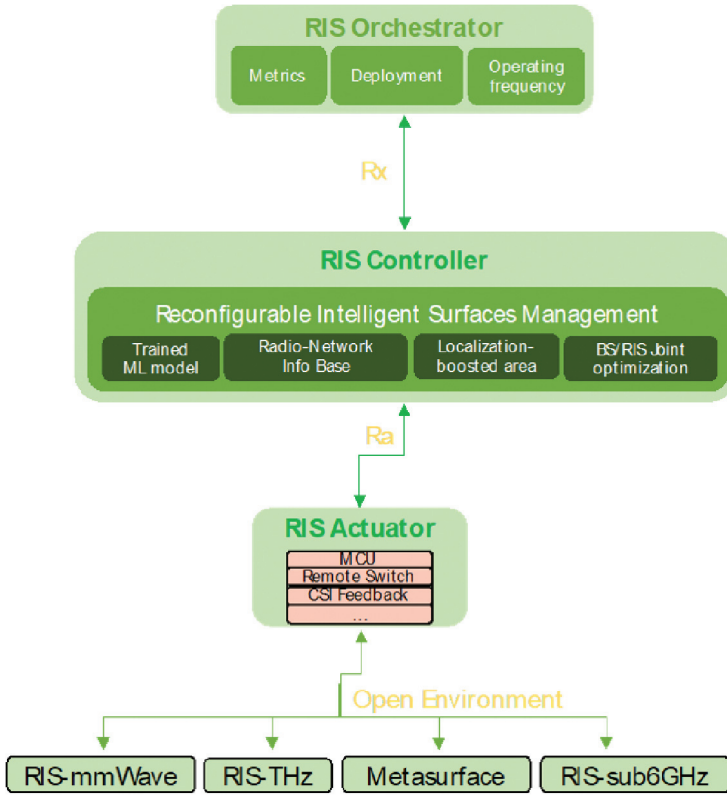 RIS Orchestrator
Metrics
Deployment
Operating
frequency
Rx
RIS Controller
Reconfigurable Intelligent Surfaces Management
Trained
ML model
Radio-Network
Info Base
Localization-
boosted area
BS/RIS Joint
optimization
Ra
RIS Actuator
MCU
Remote Switch
CSI Feedback
...
Open Environment
RIS-mmWave
RIS-THz
Metasurface
RIS-sub6GHz